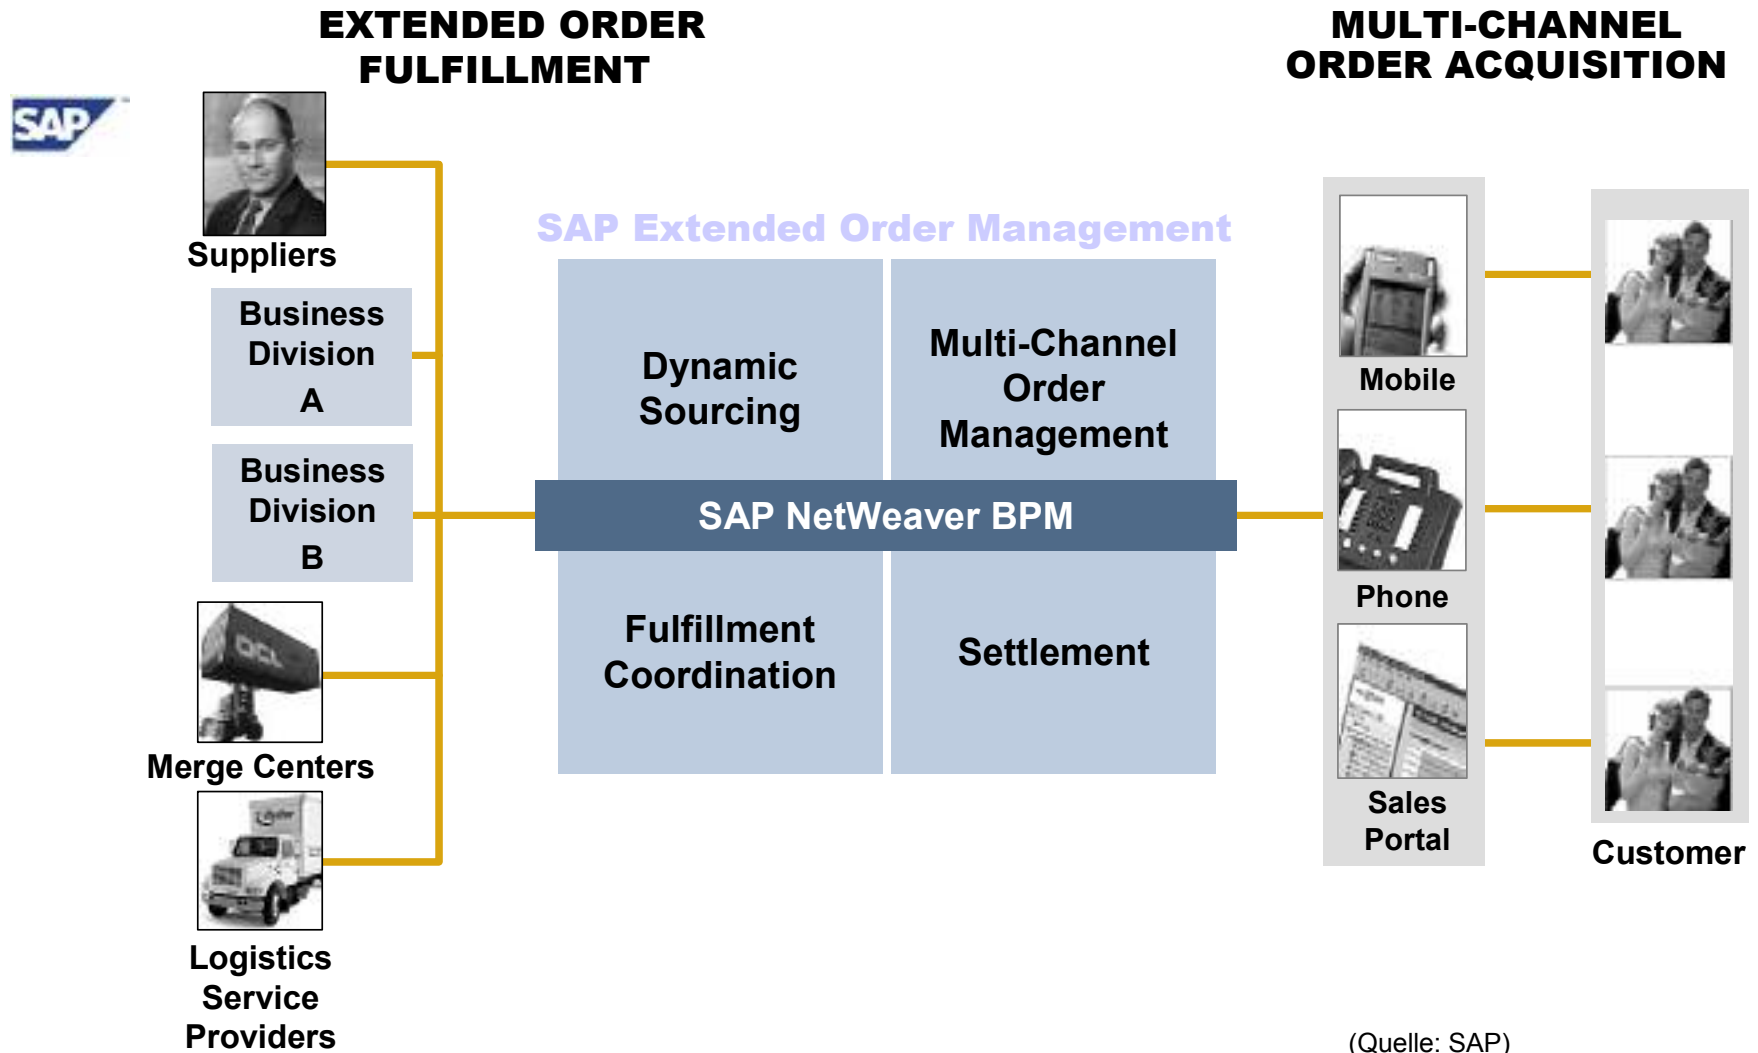 EXTENDED ORDER
FULFILLMENT
MULTI-CHANNEL
ORDER ACQUISITION
SAP
Suppliers
Business
Division
A
Business
Division
B
Merge Centers
Logistics
Service
Providers
SAP Extended Order Management
Dynamic
Sourcing
Multi-Channel
Order
Management
SAP NetWeaver BPM
Fulfillment
Coordination
Settlement
Mobile
Phone
Sales
Portal
Customer
(Quelle: SAP)